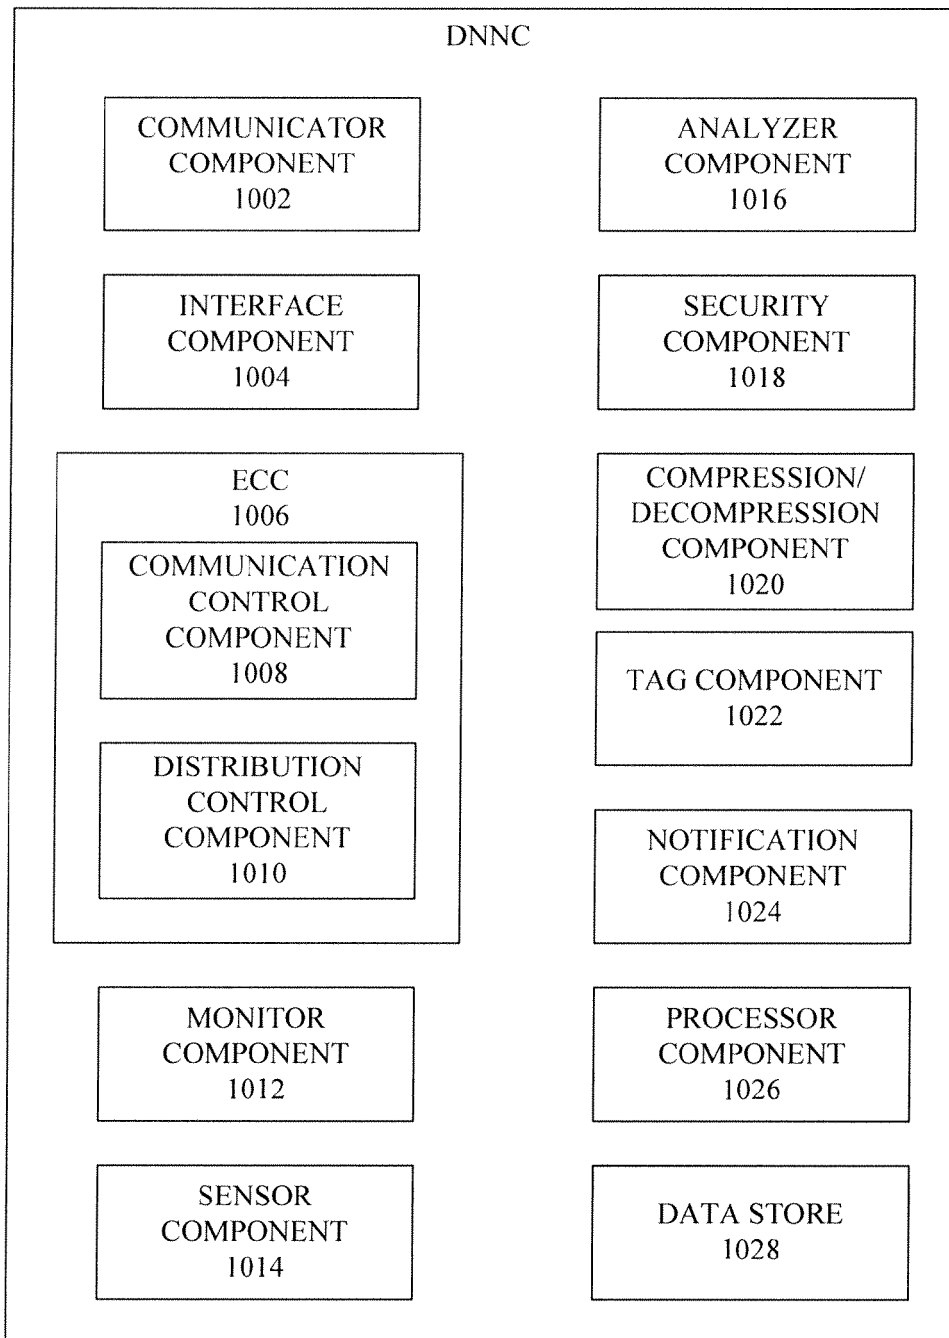 DNNC
COMMUNICATOR
COMPONENT
1002
INTERFACE
COMPONENT
1004
ECC
1006
COMMUNICATION
CONTROL
COMPONENT
1008
DISTRIBUTION
CONTROL
COMPONENT
1010
MONITOR
COMPONENT
1012
SENSOR
COMPONENT
1014
ANALYZER
COMPONENT
1016
SECURITY
COMPONENT
1018
COMPRESSION/
DECOMPRESSION
COMPONENT
1020
TAG COMPONENT
1022
NOTIFICATION
COMPONENT
1024
PROCESSOR
COMPONENT
1026
DATA STORE
1028